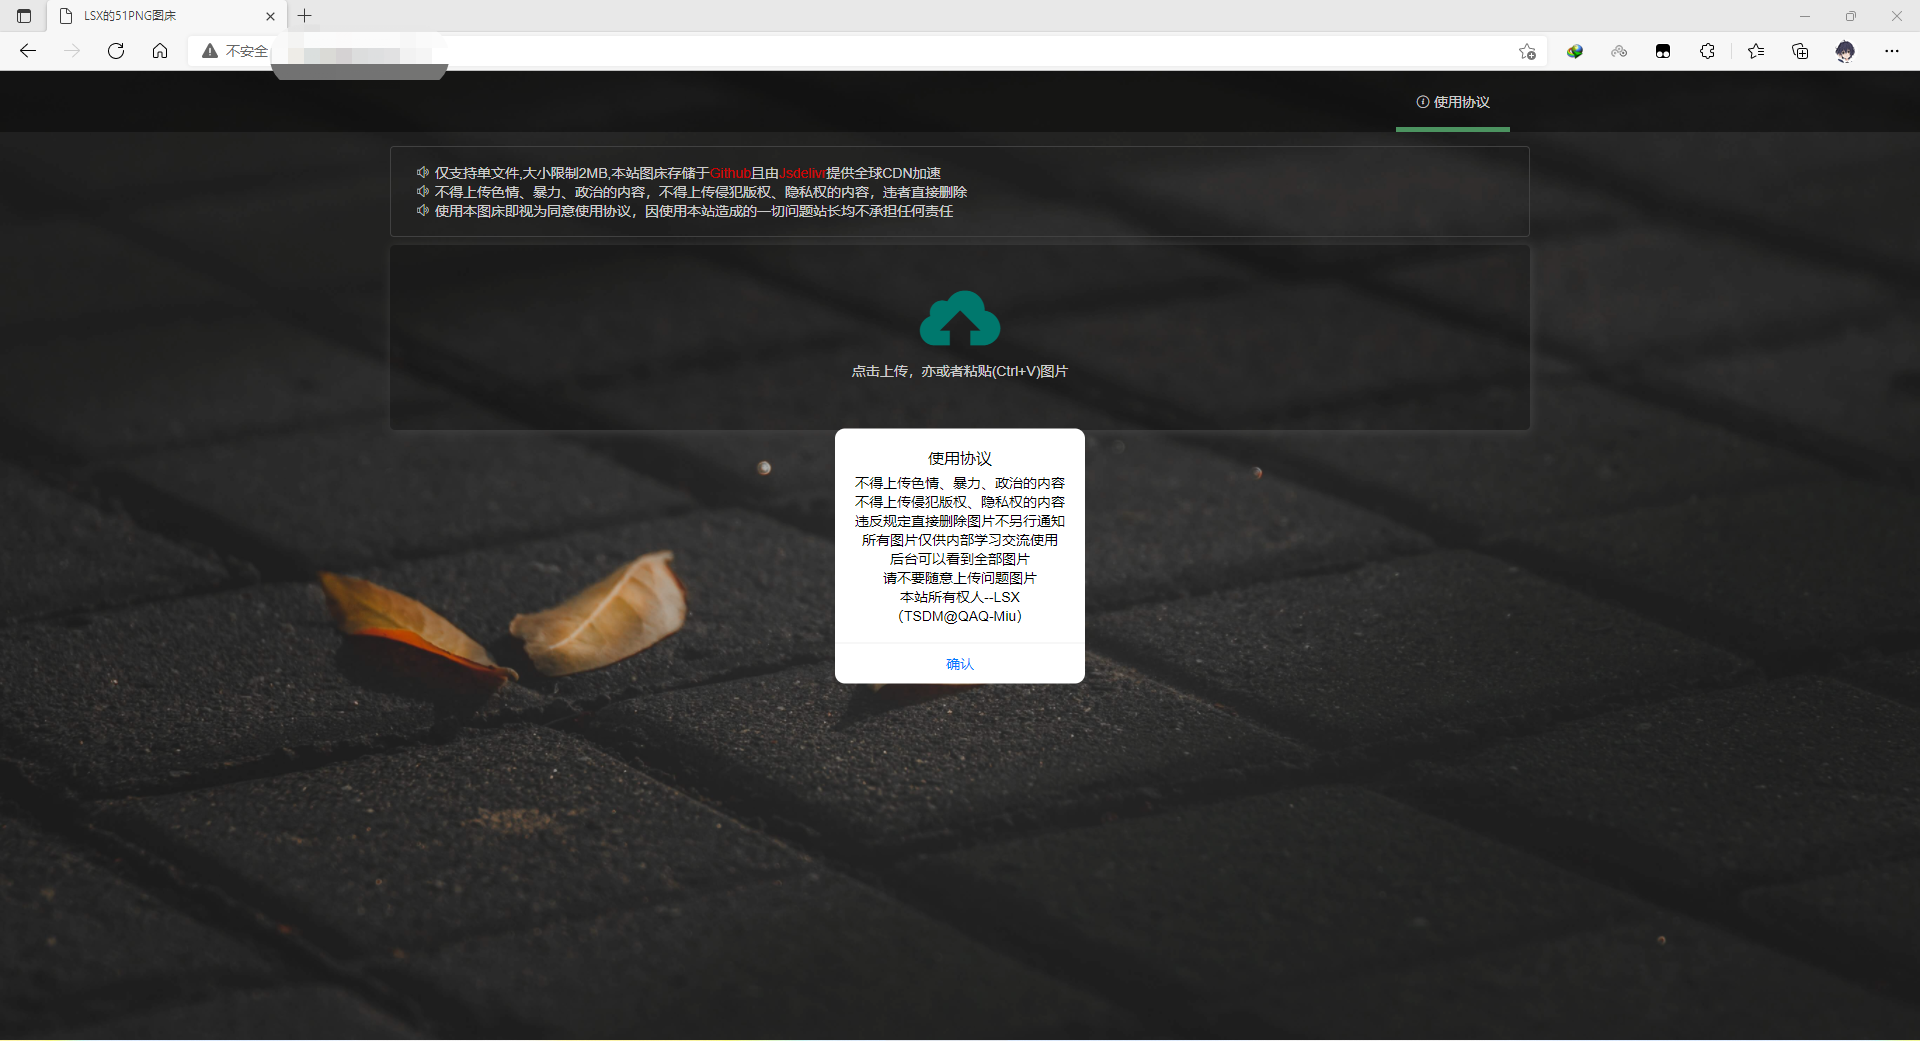 LSX的51PNG图床
不安全
使用协议
仅支持单文件,大小限制2MB,本站图床存储于Github且由Jsdelivr提供全球CDN加速
不得上传色情、暴力、政治的内容，不得上传侵犯版权、隐私权的内容，违者直接删除
使用本图床即视为同意使用协议，因使用本站造成的一切问题站长均不承担任何责任
点击上传，亦或者粘贴(Ctrl+V)图片
使用协议
不得上传色情、暴力、政治的内容
不得上传侵犯版权、隐私权的内容
违反规定直接删除图片不另行通知
所有图片仅供内部学习交流使用
后台可以看到全部图片
请不要随意上传问题图片
本站所有权人--LSX
（TSDM@QAQ-Miu）
确认